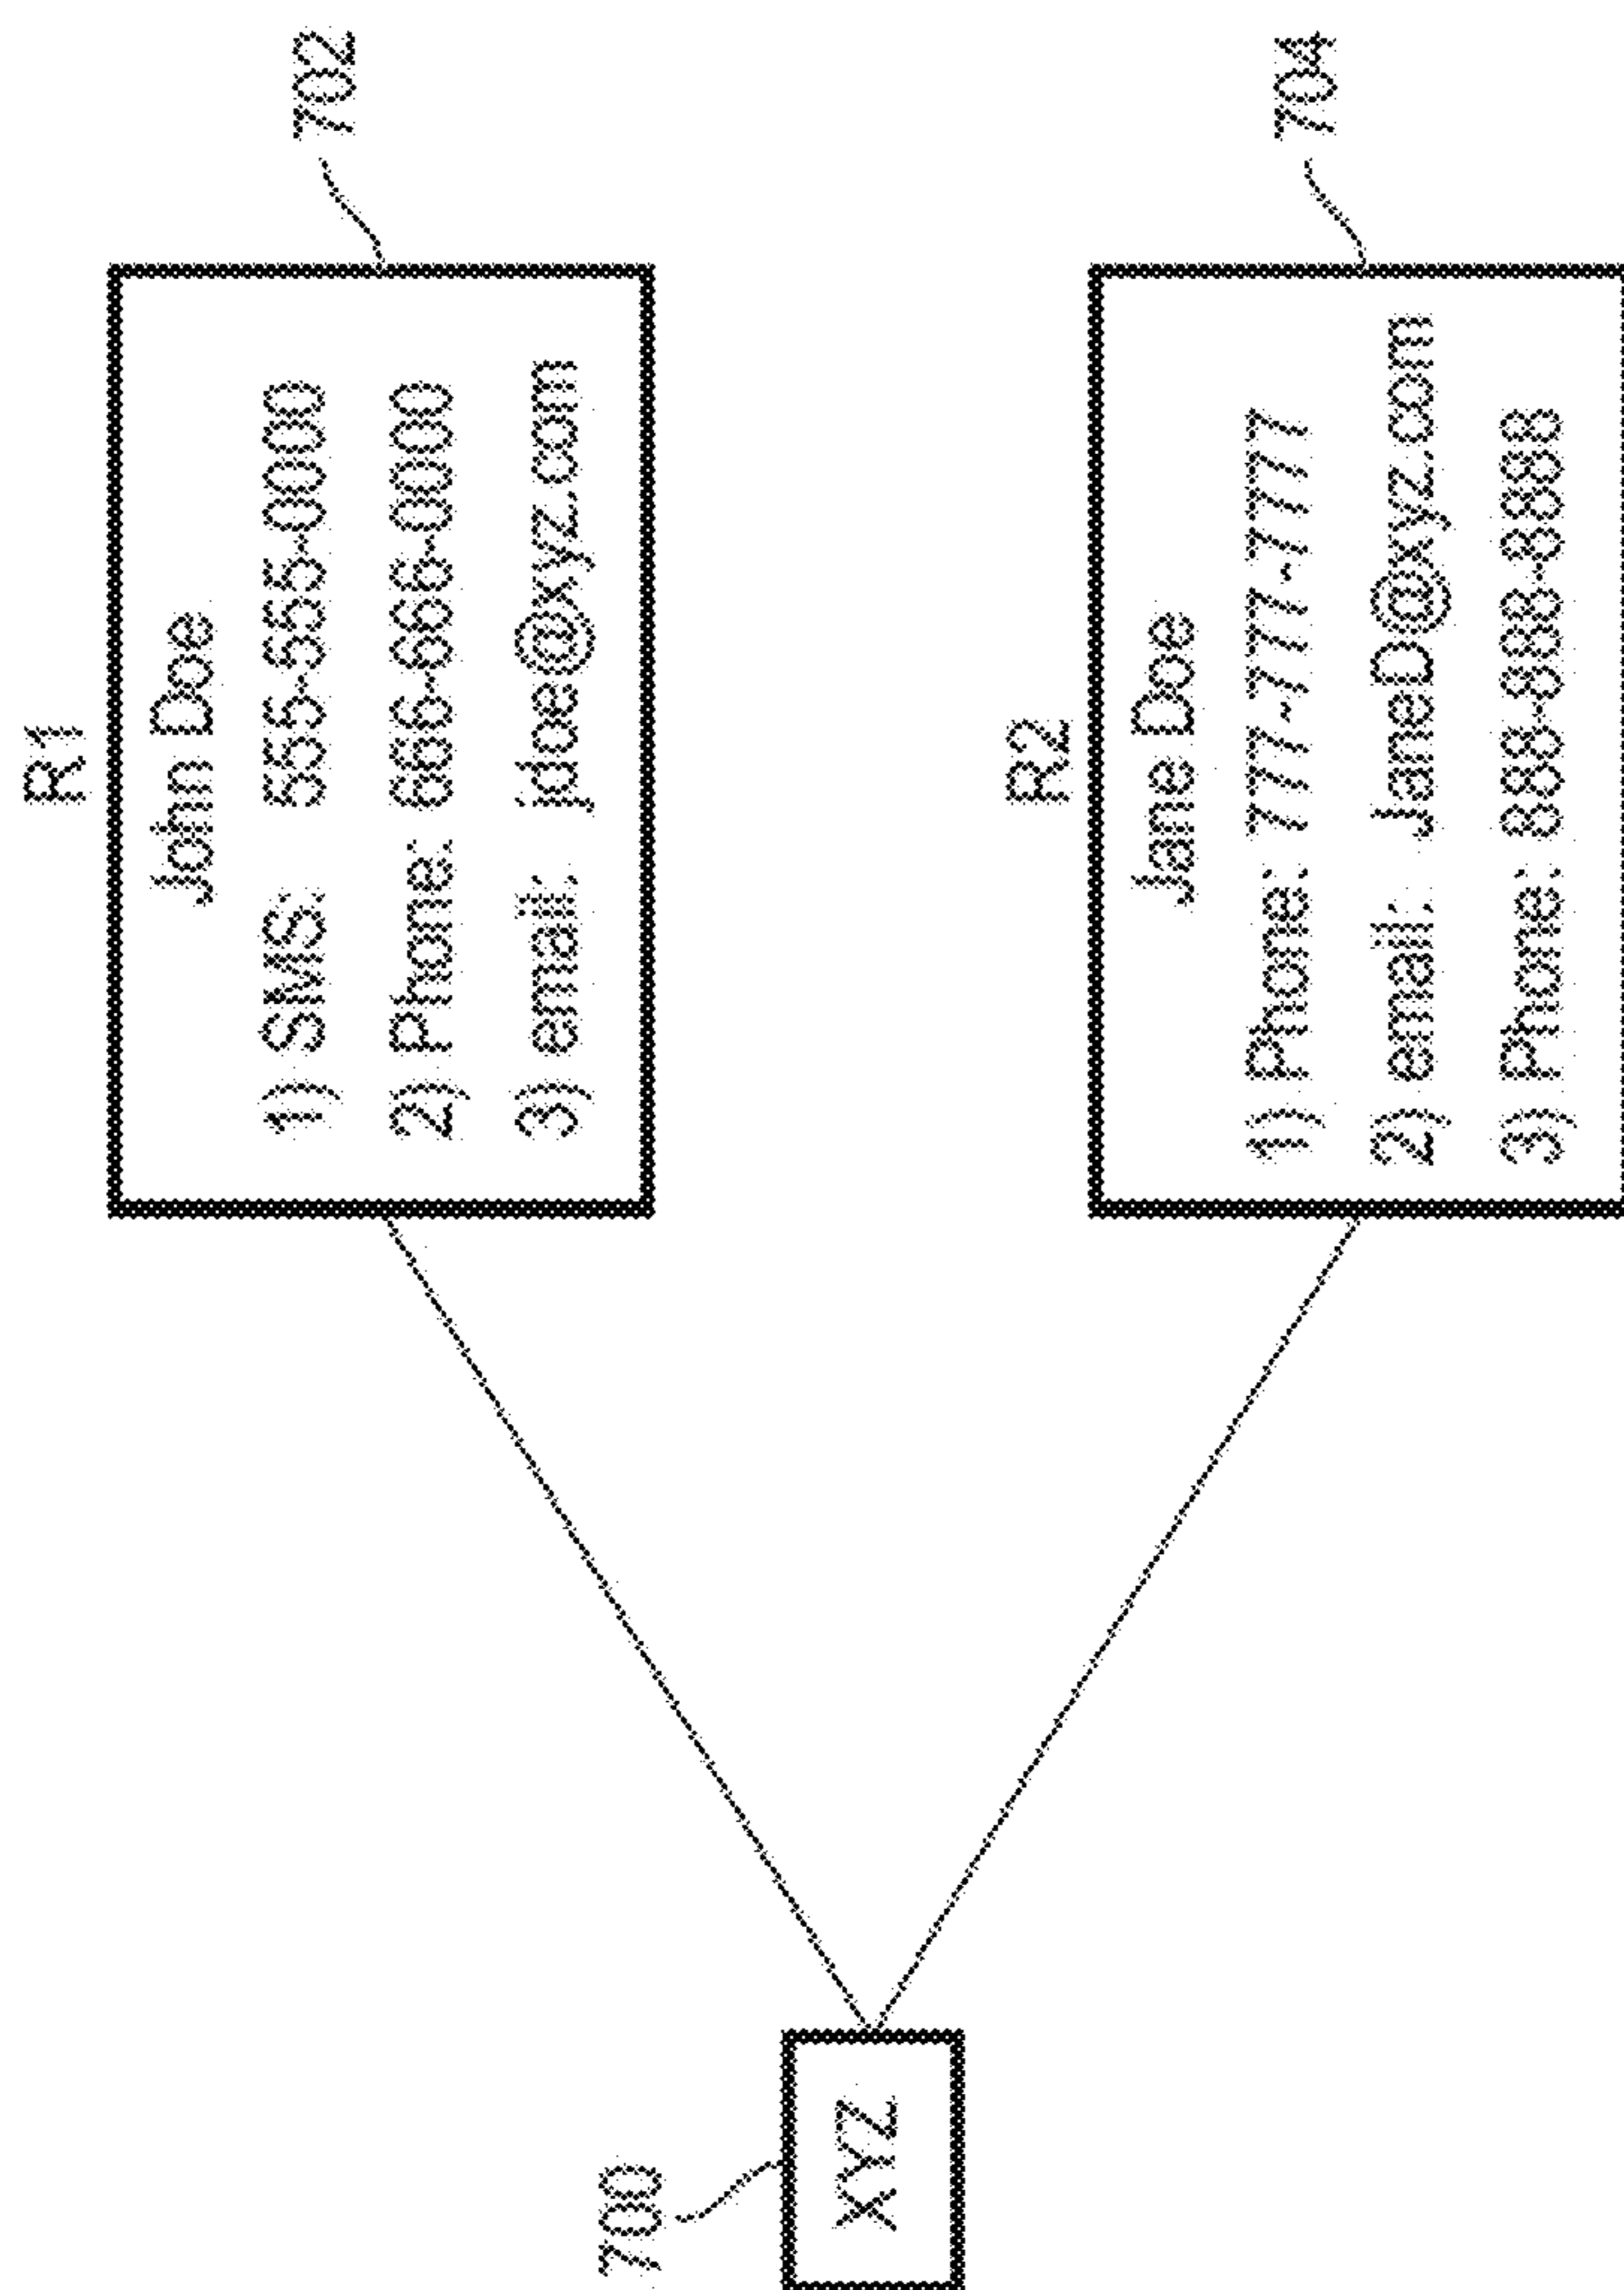 R1
702
John Doe
1) SMS: 555-555-0000
2) Phone: 666-666-0000
3) email: jdoe@xyz.com
700
XYZ
R2
704
Jane Doe
1) Phone: 777-777-7777
2) email: JaneD@xyz.com
3) Phone: 888-888-8888